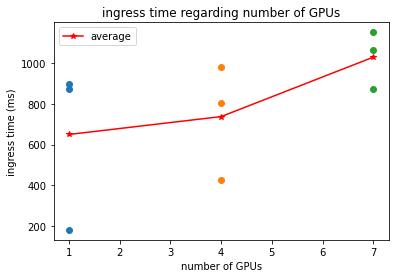 ingress time regarding number of GPUs
average
ingress time (ms)
1000
800
600
400
200
1 2 3 4 5 6 7
number of GPUs